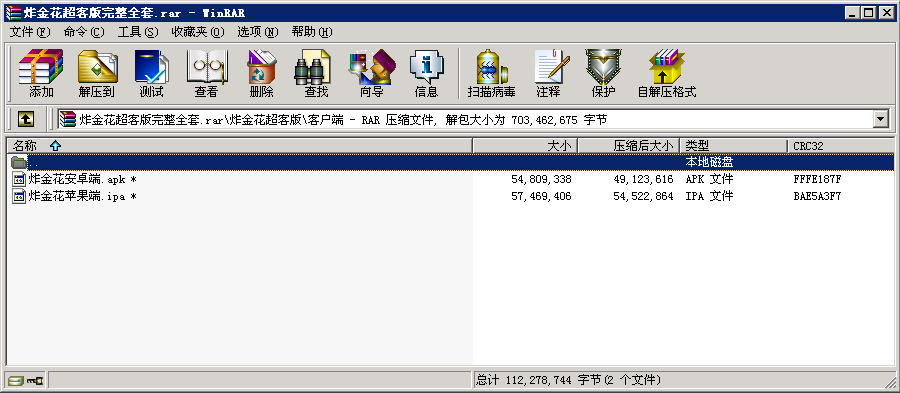 炸金花超客版完整全套.rar - WinRAR
文件(F) 命令(C) 工具(S) 收藏夹(O) 选项(N) 帮助(H)
添加 解压到 测试 查看 删除 查找 向导 信息 扫描病毒 注释 保护 自解压格式
炸金花超客版完整全套.rar\炸金花超客版\客户端 - RAR 压缩文件, 解包大小为 703,462,675 字节
名称 大小 压缩后大小 类型 CRC32
.. 本地磁盘
炸金花安卓端.apk * 54,809,338 49,123,616 APK 文件 FFFE187F
炸金花苹果端.ipa * 57,469,406 54,522,864 IPA 文件 BAE5A3F7
总计 112,278,744 字节(2 个文件)